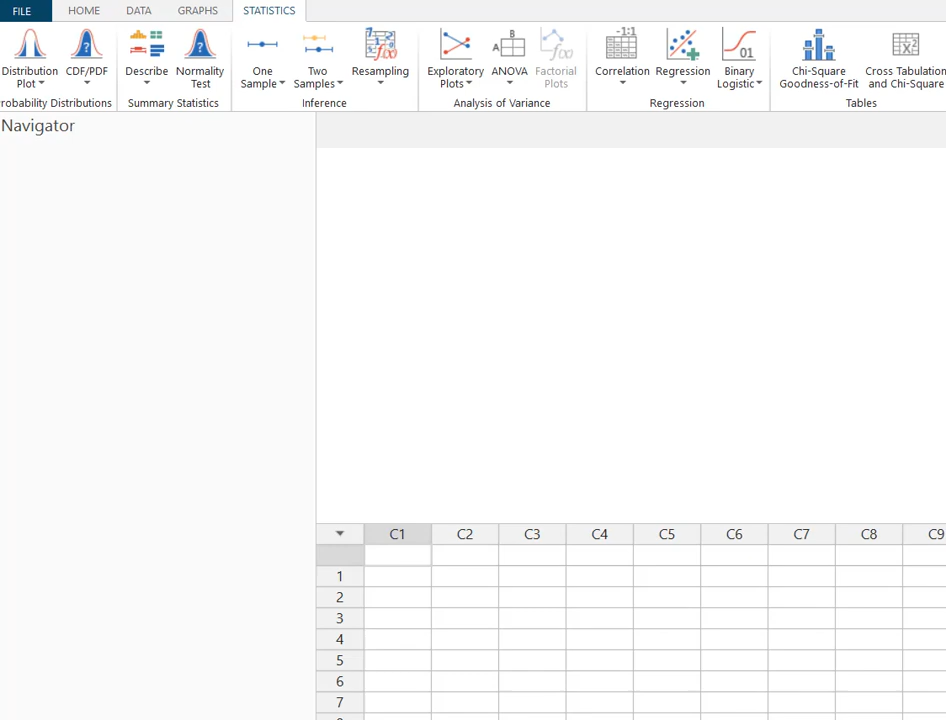 FILE HOME DATA GRAPHS STATISTICS
-1:1
B
A
01
Distribution Plot
CDF/PDF
Describe
Normality Test
One Sample
Two Samples
Resampling
Exploratory Plots
ANOVA
Factorial Plots
Correlation
Regression
Binary Logistic
Chi-Square Goodness-of-Fit
Cross Tabulation and Chi-Square
robability Distributions
Summary Statistics
Inference
Analysis of Variance
Regression
Tables
Navigator
C1 C2 C3 C4 C5 C6 C7 C8 C9
1
2
3
4
5
6
7